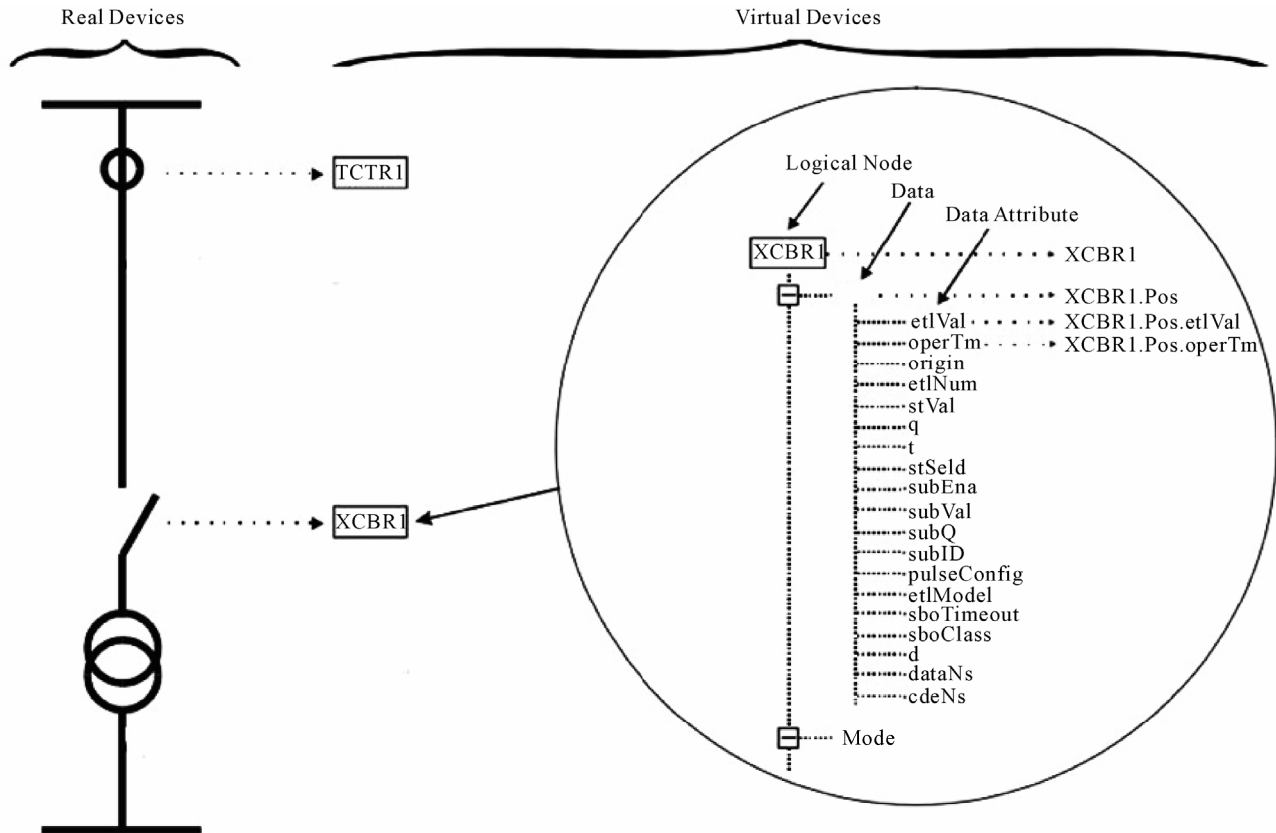 Real Devices
Virtual Devices
TCTR1
XCBR1
Logical Node
Data
Data Attribute
XCBR1
XCBR1
XCBR1.Pos
etlVal
XCBR1.Pos.etlVal
operTm
XCBR1.Pos.operTm
origin
etlNum
stVal
q
t
stSeld
subEna
subVal
subQ
subID
pulseConfig
etlModel
sboTimeout
sboClass
d
dataNs
cdeNs
Mode